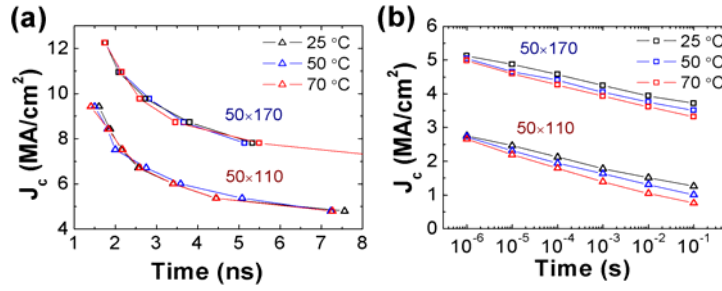 (a)
J_c (MA/cm²)
12
10
8
6
4
25 °C
50 °C
70 °C
50×170
50×110
1 2 3 4 5 6 7 8
Time (ns)
(b)
J_c (MA/cm²)
6
5
4
3
2
1
0
50×170
25 °C
50 °C
70 °C
50×110
10⁻⁶ 10⁻⁵ 10⁻⁴ 10⁻³ 10⁻² 10⁻¹
Time (s)